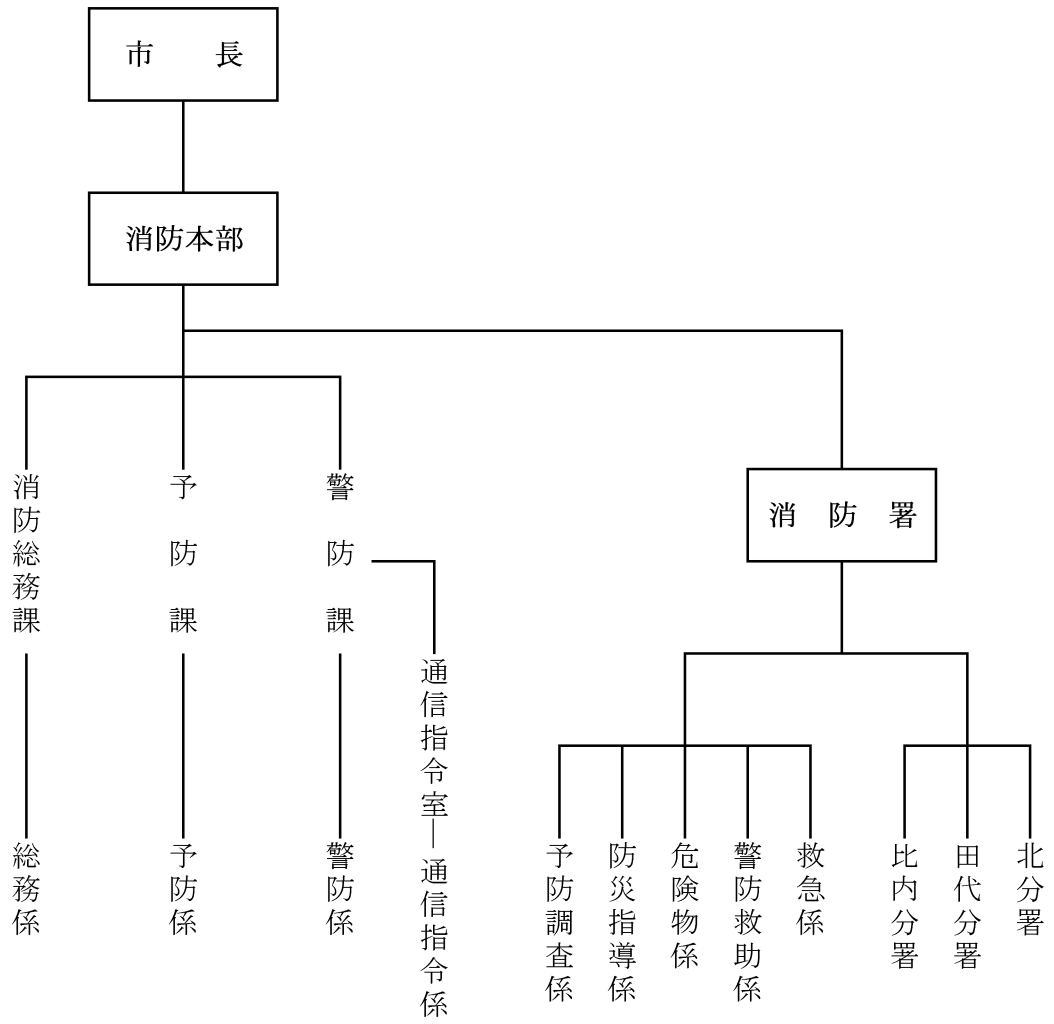 市　　長
消防本部
消防総務課
予防課
警防課
消　防　署
通信指令室―通信指令係
総務係
予防係
警防係
予防調査係
防災指導係
危険物係
警防救助係
救急係
比内分署
田代分署
北分署